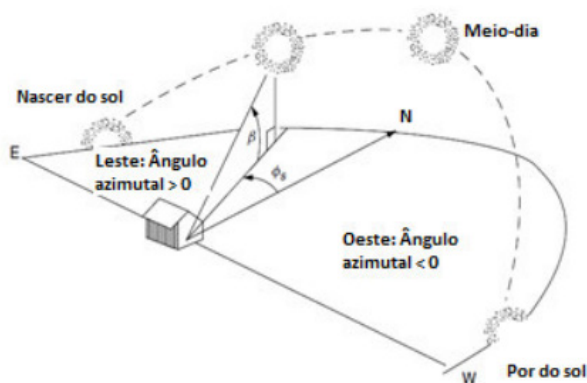 Meio-dia
Nascer do sol
N
E
β
Leste: Ângulo
azimutal > 0
ϕs
Oeste: Ângulo
azimutal < 0
W
Por do sol